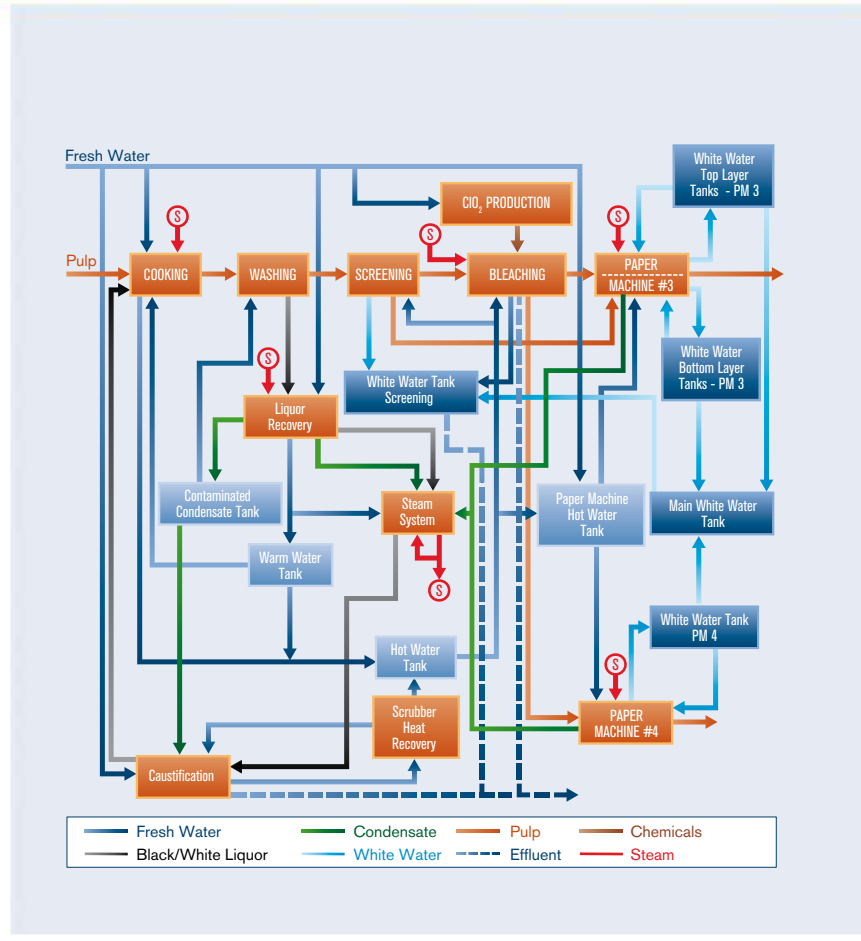 Fresh Water
White Water
Top Layer
Tanks - PM 3
ClO2 PRODUCTION
S
S
S
Pulp
COOKING
WASHING
SCREENING
BLEACHING
PAPER
MACHINE #3
S
White Water Tank
Screening
White Water
Bottom Layer
Tanks - PM 3
Liquor
Recovery
Contaminated
Condensate Tank
Steam
System
Paper Machine
Hot Water
Tank
Main White Water
Tank
Warm Water
Tank
S
White Water Tank
PM 4
Hot Water
Tank
S
Scrubber
Heat
Recovery
PAPER
MACHINE #4
Caustification
Fresh Water
Condensate
Pulp
Chemicals
Black/White Liquor
White Water
Effluent
Steam